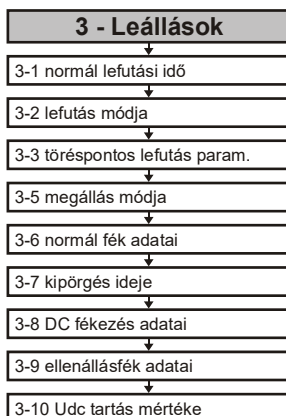 3 - Leállások
3-1 normál lefutási idő
3-2 lefutás módja
3-3 töréspontos lefutás param.
3-5 megállás módja
3-6 normál fék adatai
3-7 kipörgés ideje
3-8 DC fékezés adatai
3-9 ellenállásfék adatai
3-10 Udc tartás mértéke